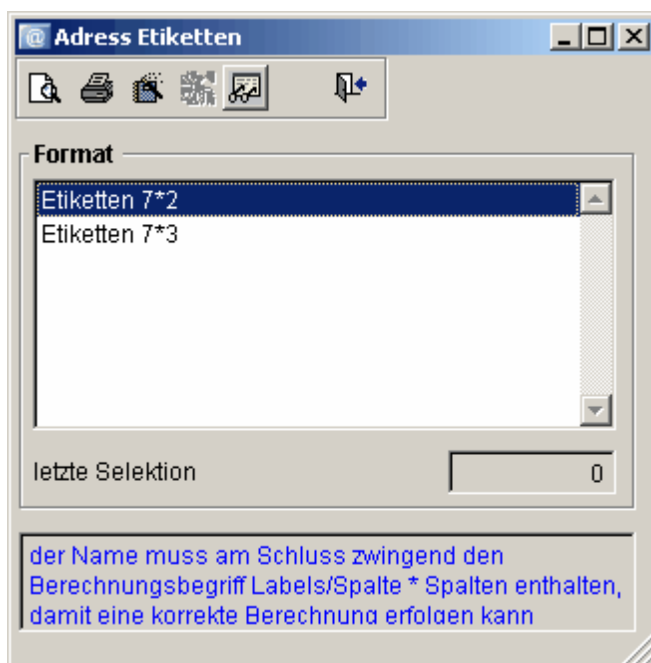 Adress Etiketten
Format
Etiketten 7*2
Etiketten 7*3
letzte Selektion 0
der Name muss am Schluss zwingend den
Berechnungsbegriff Labels/Spalte * Spalten enthalten,
damit eine korrekte Berechnung erfolgen kann